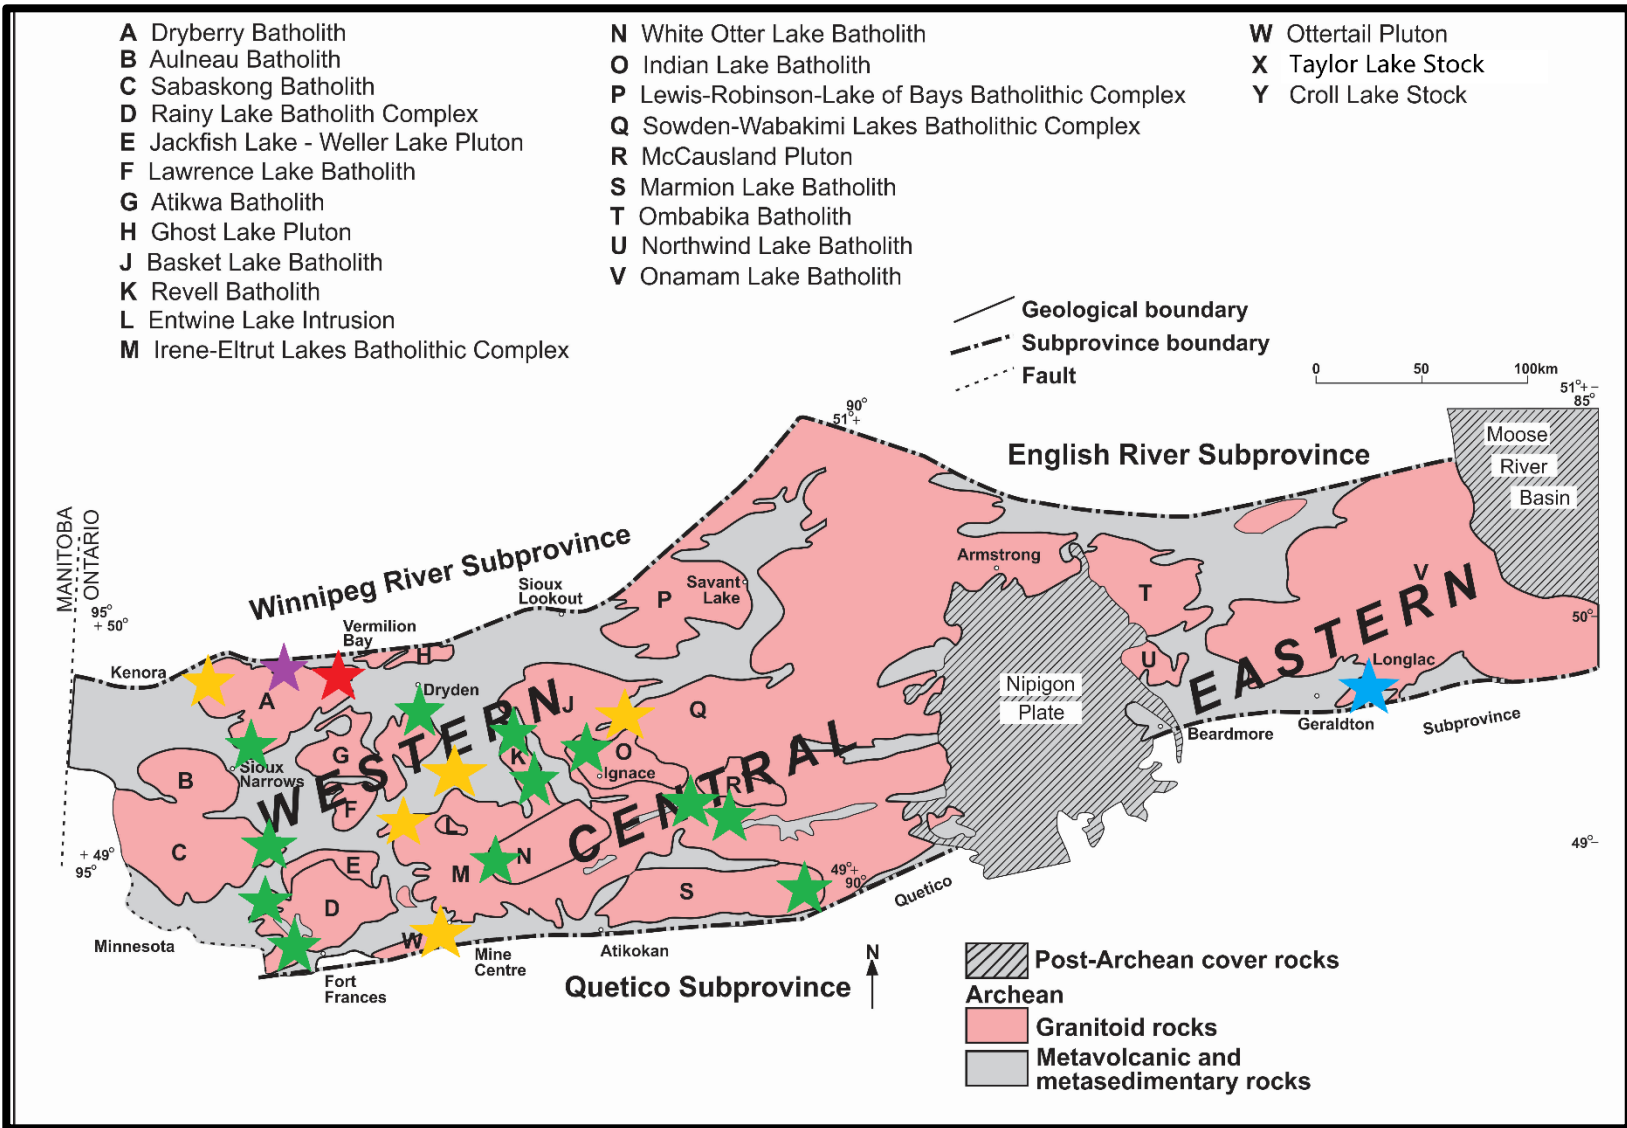 A Dryberry Batholith
B Aulneau Batholith
C Sabaskong Batholith
D Rainy Lake Batholith Complex
E Jackfish Lake - Weller Lake Pluton
F Lawrence Lake Batholith
G Atikwa Batholith
H Ghost Lake Pluton
J Basket Lake Batholith
K Revell Batholith
L Entwine Lake Intrusion
M Irene-Eltrut Lakes Batholithic Complex
N White Otter Lake Batholith
O Indian Lake Batholith
P Lewis-Robinson-Lake of Bays Batholithic Complex
Q Sowden-Wabakimi Lakes Batholithic Complex
R McCausland Pluton
S Marmion Lake Batholith
T Ombabika Batholith
U Northwind Lake Batholith
V Onamam Lake Batholith
W Ottertail Pluton
X Taylor Lake Stock
Y Croll Lake Stock
Geological boundary
Subprovince boundary
Fault
0 50 100km
51°+
85°
90°
51°+
English River Subprovince
Moose
River
Basin
MANITOBA
ONTARIO
Winnipeg River Subprovince
Armstrong
Sioux
Lookout
Savant
Lake
P
T
V
95°
+ 50°
50°
Vermilion
Bay
H
Kenora
U
Longlac
EASTERN
A
Dryden
J
Q
Nipigon
Plate
Geraldton
Subprovince
Beardmore
WESTERN
G
K
O
Ignace
R
B
Sioux
Narrows
F
L
CENTRAL
C
E
N
M
+ 49°
95°
49°+
90°
49°
S
D
Quetico
W
Minnesota
Mine
Centre
Atikokan
N
Fort
Frances
Quetico Subprovince
Post-Archean cover rocks
Archean
Granitoid rocks
Metavolcanic and
metasedimentary rocks